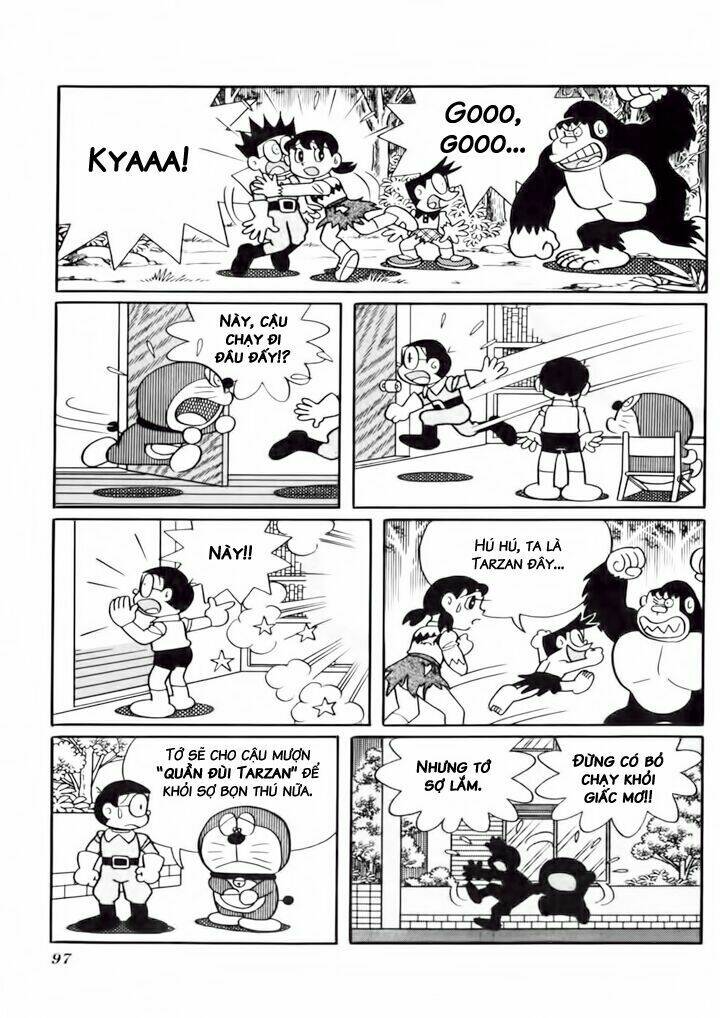 Gooo,
gooo...
Kyaaa!
Này, cậu
chạy đi
đâu đấy!?
Hú hú, ta là
Tarzan đây...
Này!!
Đừng có bỏ
chạy khỏi
giấc mơ!!
Nhưng tớ
sợ lắm.
Tớ sẽ cho cậu mượn
“quần đùi Tarzan” để
khỏi sợ bọn thú nữa.
97